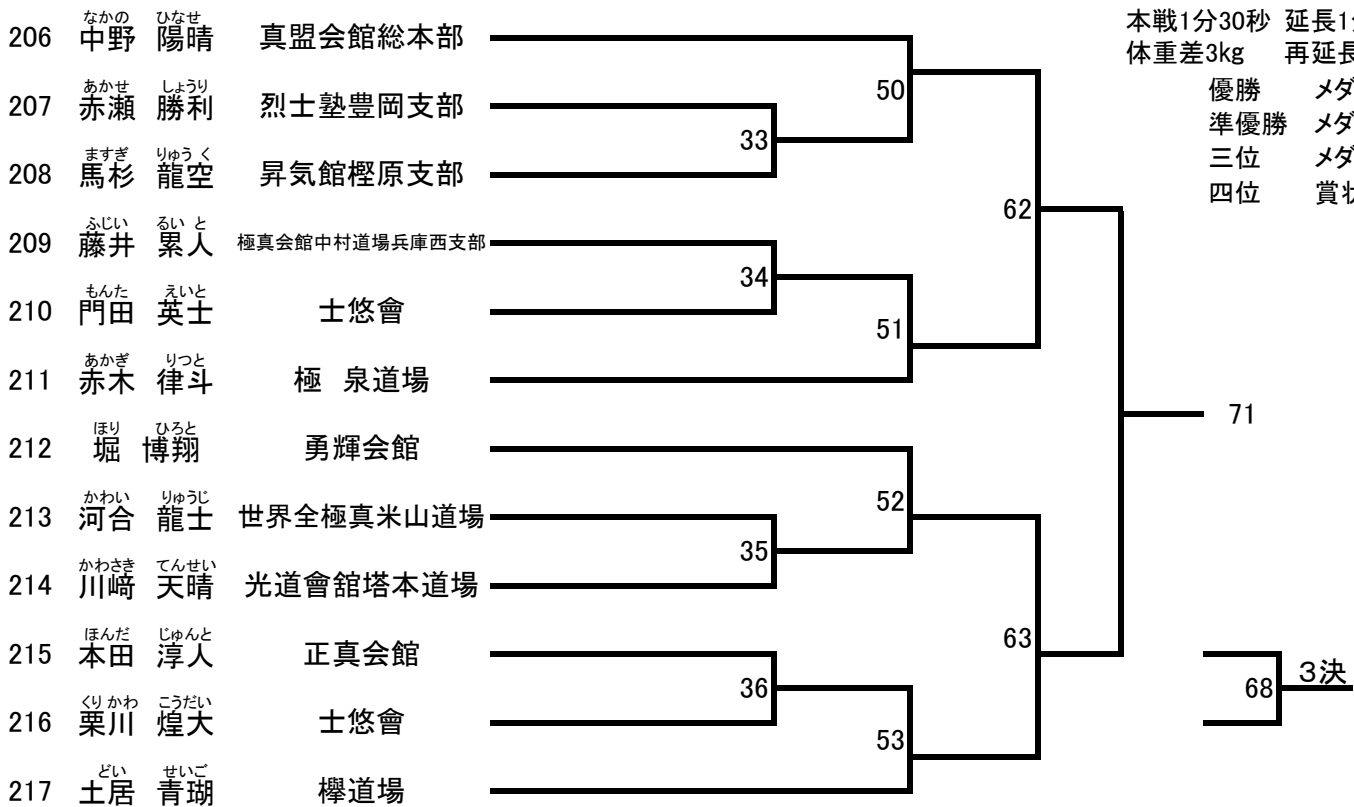 本戦1分30秒 延長1分
体重差3kg 再延長
優勝 メダ
準優勝 メダ
三位 メダ
四位 賞状
なかの ひなせ
206 中野 陽晴 真盟会館総本部
50
あかせ しょうり
207 赤瀬 勝利 烈士塾豊岡支部
33
ますぎ りゅう く
208 馬杉 龍空 昇気館樫原支部
62
ふじい るい と
209 藤井 累人 極真会館中村道場兵庫西支部
34
もんた えいと
210 門田 英士 士悠會
51
あかぎ りつと
211 赤木 律斗 極 泉道場
71
ほり ひろと
212 堀 博翔 勇輝会館
52
かわい りゅうじ
213 河合 龍士 世界全極真米山道場
35
かわさき てんせい
214 川﨑 天晴 光道會舘塔本道場
ほんだ じゅんと
215 本田 淳人 正真会館
63
36
68 3決
くり かわ こうだい
216 栗川 煌大 士悠會
53
どい せいご
217 土居 青瑚 欅道場